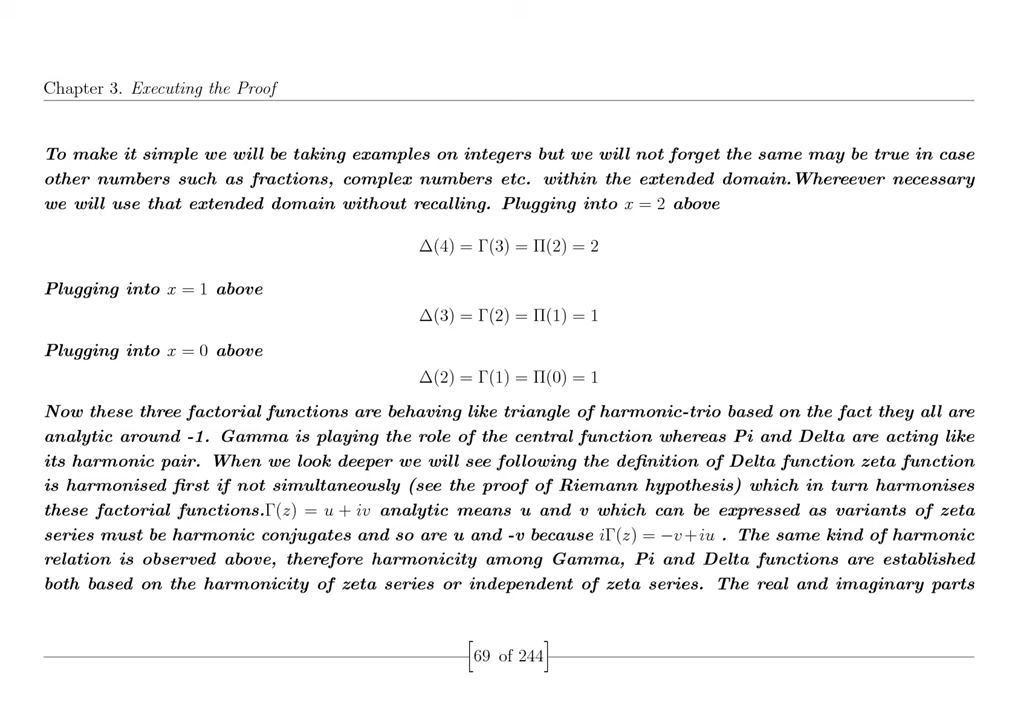 Chapter 3. Executing the Proof
To make it simple we will be taking examples on integers but we will not forget the same may be true in case
other numbers such as fractions, complex numbers etc. within the extended domain.Whereever necessary
we will use that extended domain without recalling. Plugging into x = 2 above
Δ(4) = Γ(3) = Π(2) = 2
Plugging into x = 1 above
Δ(3) = Γ(2) = Π(1) = 1
Plugging into x = 0 above
Δ(2) = Γ(1) = Π(0) = 1
Now these three factorial functions are behaving like triangle of harmonic-trio based on the fact they all are
analytic around -1. Gamma is playing the role of the central function whereas Pi and Delta are acting like
its harmonic pair. When we look deeper we will see following the definition of Delta function zeta function
is harmonised first if not simultaneously (see the proof of Riemann hypothesis) which in turn harmonises
these factorial functions.Γ(z) = u + iv analytic means u and v which can be expressed as variants of zeta
series must be harmonic conjugates and so are u and -v because iΓ(z) = −v+iu . The same kind of harmonic
relation is observed above, therefore harmonicity among Gamma, Pi and Delta functions are established
both based on the harmonicity of zeta series or independent of zeta series. The real and imaginary parts
[69 of 244]